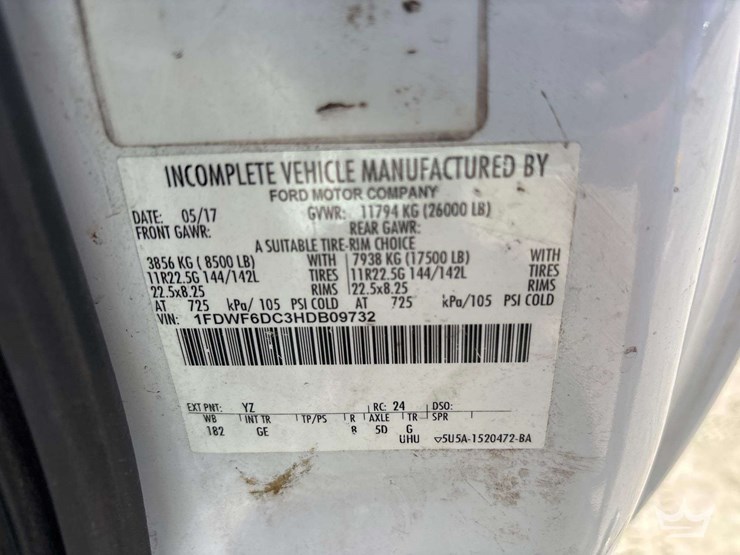 INCOMPLETE VEHICLE MANUFACTURED BY
FORD MOTOR COMPANY
DATE: 05/17 GVWR: 11794 KG (26000 LB)
FRONT GAWR: REAR GAWR:
A SUITABLE TIRE-RIM CHOICE
3856 KG ( 8500 LB) WITH 7938 KG (17500 LB) WITH
11R22.5G 144/142L TIRES 11R22.5G 144/142L TIRES
22.5x8.25 RIMS 22.5x8.25 RIMS
AT 725 kPa/ 105 PSI COLD AT 725 kPa/105 PSI COLD
VIN: 1FDWF6DC3HDB09732
EXT PNT: YZ RC: 24 DSO:
WB INT TR TP/PS R AXLE TR SPR
182 GE 8 5D G
UHU ▽5U5A-1520472-BA